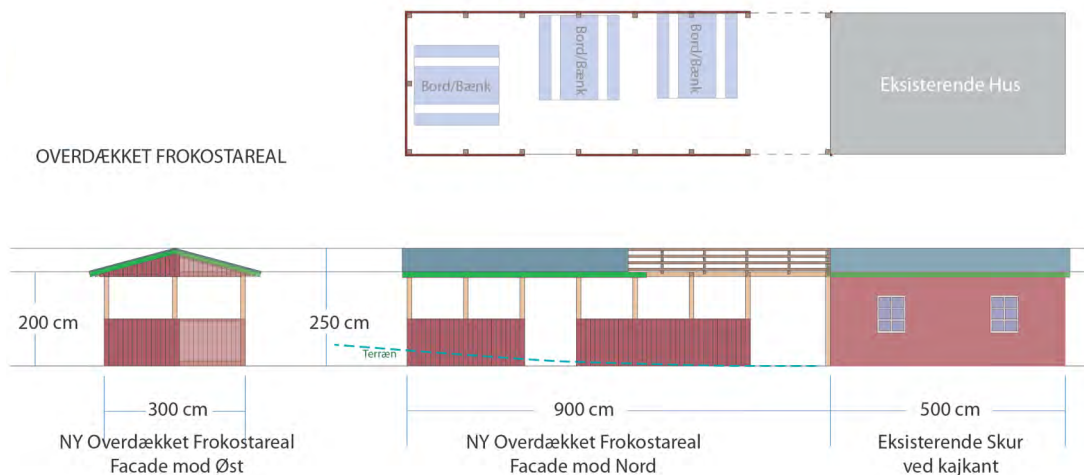 Bord/Bænk
Bord/Bænk
Bord/Bænk
Eksisterende Hus
OVERDÆKKET FROKOSTAREAL
200 cm
250 cm
Terræn
300 cm
900 cm
500 cm
NY Overdækket Frokostareal
Facade mod Øst
NY Overdækket Frokostareal
Facade mod Nord
Eksisterende Skur
ved kajkant